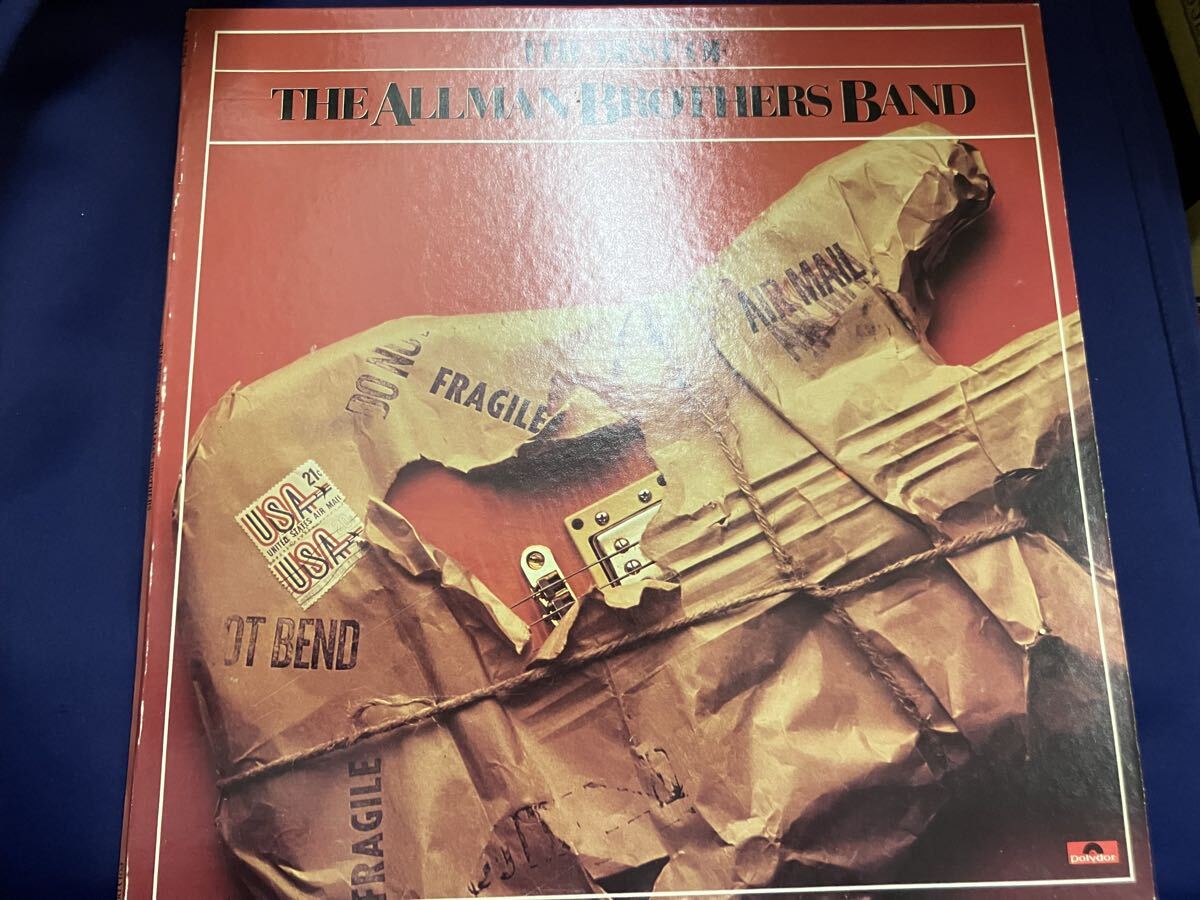 THE BEST OF
THE ALLMAN BROTHERS BAND
AIR MAIL
DO NO
FRAGILE
USA 21c
UNITED STATES AIR MAIL
USA
OT BEND
FRAGILE
Polydor